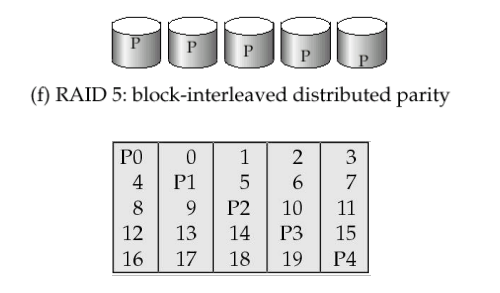 P P P P P
(f) RAID 5: block-interleaved distributed parity
P0 0 1 2 3
4 P1 5 6 7
8 9 P2 10 11
12 13 14 P3 15
16 17 18 19 P4